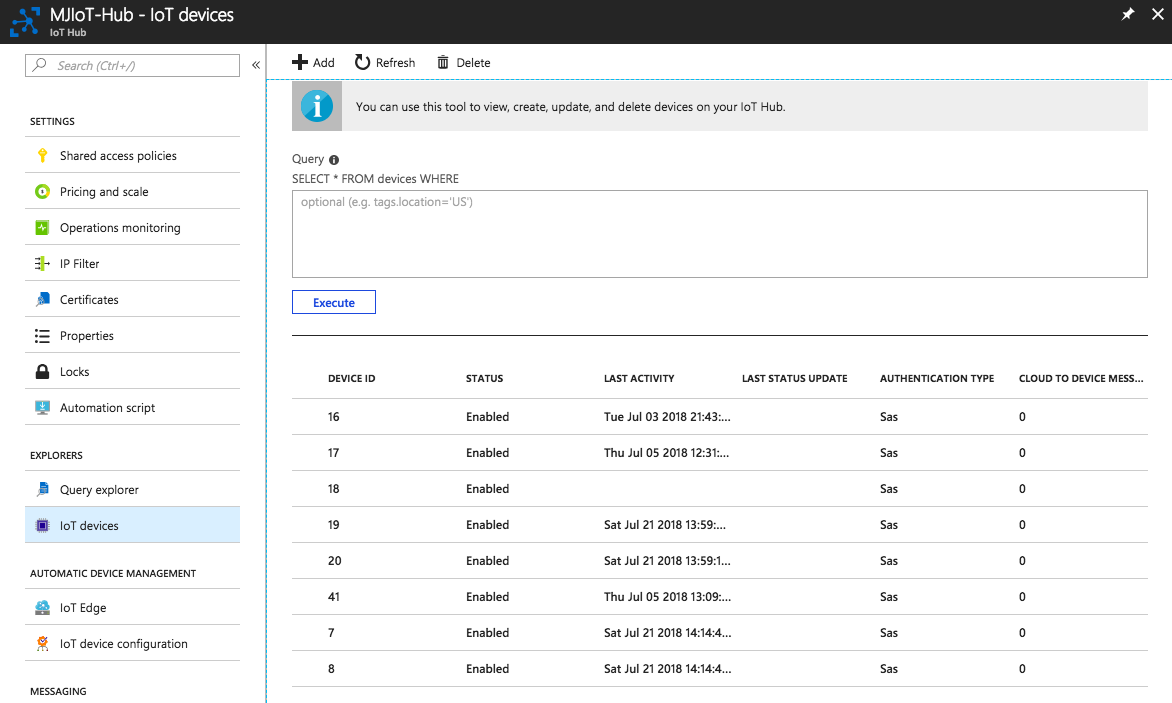 MJIoT-Hub - IoT devices
IoT Hub
Search (Ctrl+/)
«
SETTINGS
Shared access policies
Pricing and scale
Operations monitoring
IP Filter
Certificates
Properties
Locks
Automation script
EXPLORERS
Query explorer
IoT devices
AUTOMATIC DEVICE MANAGEMENT
IoT Edge
IoT device configuration
MESSAGING
Add Refresh Delete
You can use this tool to view, create, update, and delete devices on your IoT Hub.
Query
SELECT * FROM devices WHERE
optional (e.g. tags.location='US')
Execute
DEVICE ID STATUS LAST ACTIVITY LAST STATUS UPDATE AUTHENTICATION TYPE CLOUD TO DEVICE MESS...
16 Enabled Tue Jul 03 2018 21:43:... Sas 0
17 Enabled Thu Jul 05 2018 12:31:... Sas 0
18 Enabled Sas 0
19 Enabled Sat Jul 21 2018 13:59:... Sas 0
20 Enabled Sat Jul 21 2018 13:59:1... Sas 0
41 Enabled Thu Jul 05 2018 13:09:... Sas 0
7 Enabled Sat Jul 21 2018 14:14:4... Sas 0
8 Enabled Sat Jul 21 2018 14:14:4... Sas 0